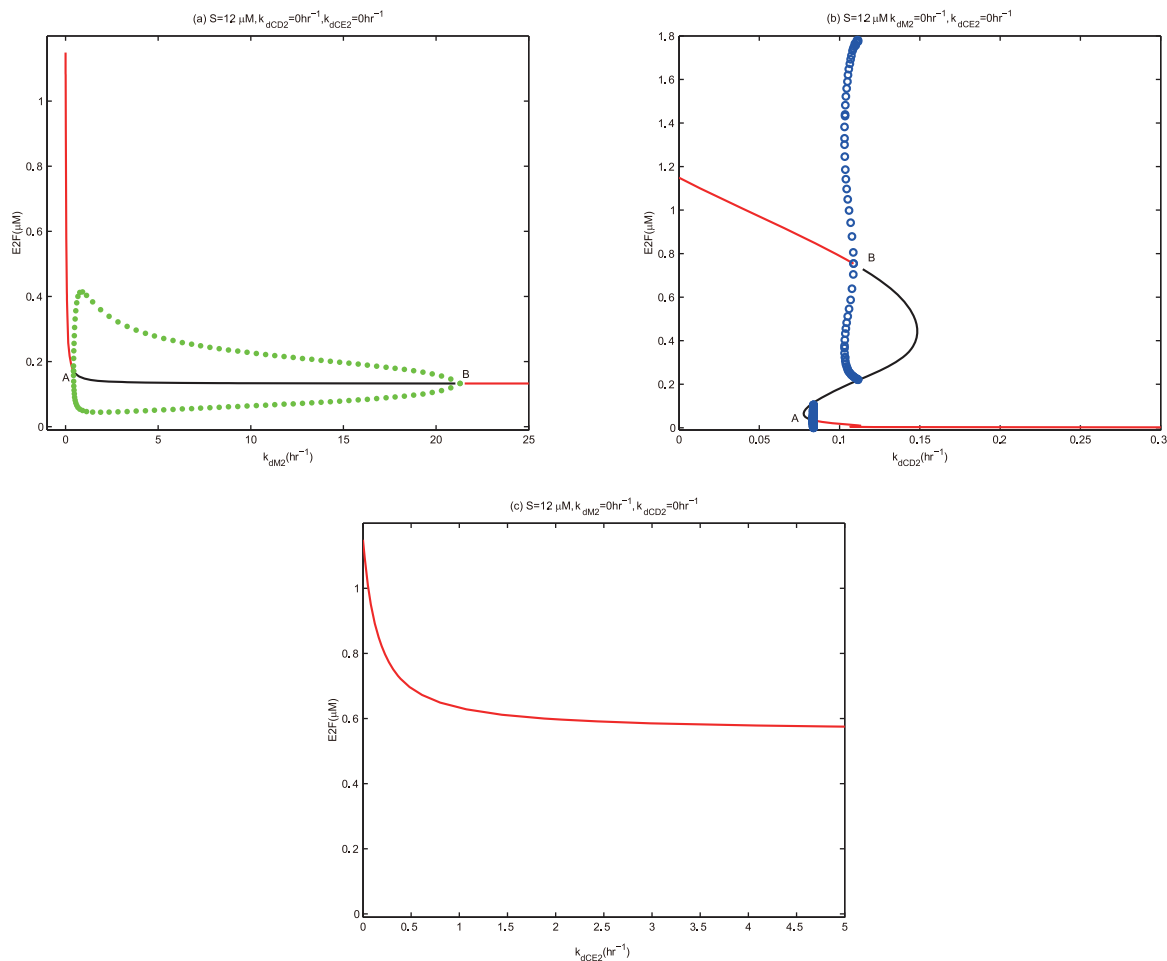 (a) S=12 μM,k_dCD2=0hr⁻¹,k_dCE2=0hr⁻¹
1
0.8
0.6
0.4
0.2
0
E2F(μM)
A
B
0 5 10 15 20 25
k_dM2(hr⁻¹)
(b) S=12 μM k_dM2=0hr⁻¹, k_dCE2=0hr⁻¹
1.8
1.6
1.4
1.2
1
0.8
0.6
0.4
0.2
0
E2F(μM)
B
A
0 0.05 0.1 0.15 0.2 0.25 0.3
k_dCD2(hr⁻¹)
(c) S=12 μM,k_dM2=0hr⁻¹,k_dCD2=0hr⁻¹
1
0.8
0.6
0.4
0.2
0
E2F(μM)
0 0.5 1 1.5 2 2.5 3 3.5 4 4.5 5
k_dCE2(hr⁻¹)